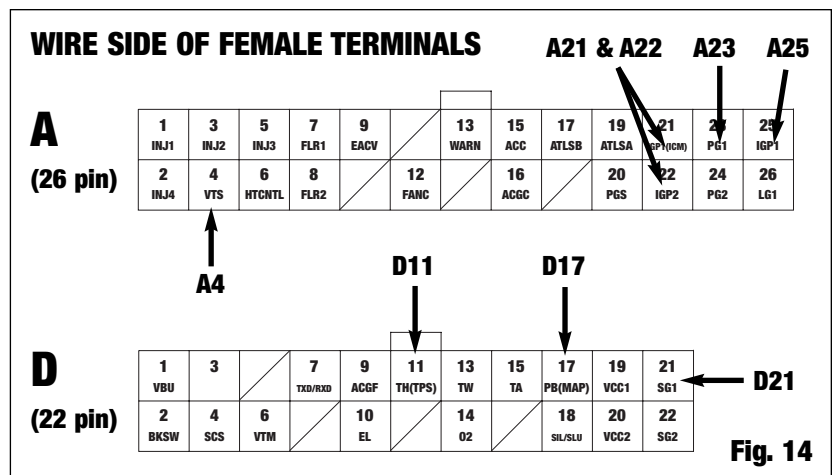 WIRE SIDE OF FEMALE TERMINALS
A21 & A22
A23
A25
A
(26 pin)
1 3 5 7 9 13 15 17 19 21 23 25
INJ1 INJ2 INJ3 FLR1 EACV WARN ACC ATLSB ATLSA IGP1(ICM) PG1 IGP1
2 4 6 8 12 16 20 22 24 26
INJ4 VTS HTCNTL FLR2 FANC ACGC PGS IGP2 PG2 LG1
A4
D11
D17
D
(22 pin)
1 3 7 9 11 13 15 17 19 21
VBU TXD/RXD ACGF TH(TPS) TW TA PB(MAP) VCC1 SG1
D21
2 4 6 10 14 18 20 22
BKSW SCS VTM EL O2 SIL/SLU VCC2 SG2
Fig. 14